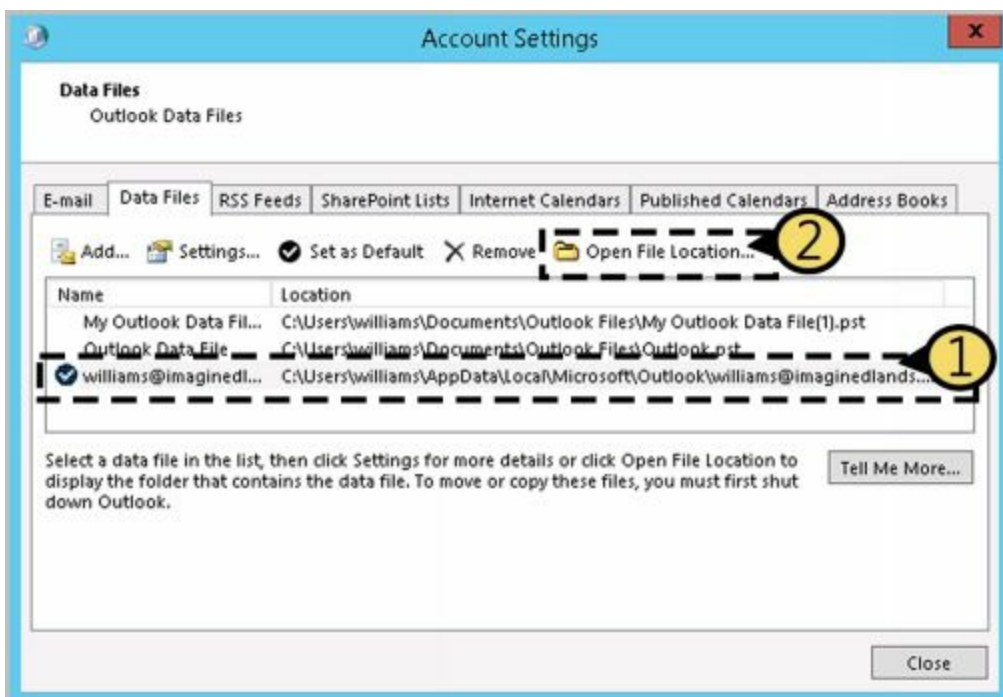 Account Settings
x
Data Files
Outlook Data Files
E-mail Data Files RSS Feeds SharePoint Lists Internet Calendars Published Calendars Address Books
Add... Settings... Set as Default Remove Open File Location... 2
Name Location
My Outlook Data Fil... C:\Users\williams\Documents\Outlook Files\My Outlook Data File(1).pst
Outlook Data File C:\Users\williams\Documents\Outlook Files\Outlook.pst
williams@imaginedl... C:\Users\williams\AppData\Local\Microsoft\Outlook\williams@imaginedlands.... 1
Select a data file in the list, then click Settings for more details or click Open File Location to
display the folder that contains the data file. To move or copy these files, you must first shut
down Outlook.
Tell Me More...
Close